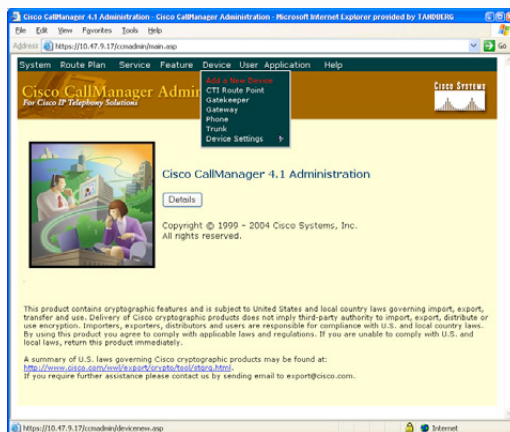 Cisco CallManager 4.1 Administration - Cisco CallManager Administration - Microsoft Internet Explorer provided by TANDBERG
File Edit View Favorites Tools Help
Address https://10.47.9.17/ccmadmin/main.asp Go
System Route Plan Service Feature Device User Application Help
Cisco CallManager Admin
For Cisco IP Telephony Solutions
Cisco Systems
Add a New Device
CTI Route Point
Gatekeeper
Gateway
Phone
Trunk
Device Settings
Cisco CallManager 4.1 Administration
Details
Copyright © 1999 - 2004 Cisco Systems, Inc.
All rights reserved.
This product contains cryptographic features and is subject to United States and local country laws governing import, export,
transfer and use. Delivery of Cisco cryptographic products does not imply third-party authority to import, export, distribute or
use encryption. Importers, exporters, distributors and users are responsible for compliance with U.S. and local country laws.
By using this product you agree to comply with applicable laws and regulations. If you are unable to comply with U.S. and
local laws, return this product immediately.
A summary of U.S. laws governing Cisco cryptographic products may be found at:
http://www.cisco.com/wwl/export/crypto/tool/stqrg.html.
If you require further assistance please contact us by sending email to export@cisco.com.
https://10.47.9.17/ccmadmin/devicenew.asp Internet